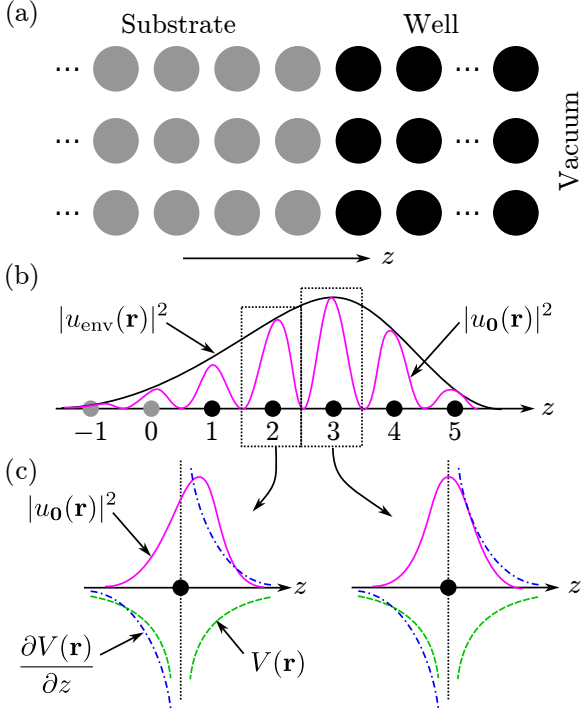 (a)
Substrate Well
··· ···
··· ···
··· ···
Vacuum
z
(b)
|u_env(𝐫)|² |u_𝟎(𝐫)|²
z
−1 0 1 2 3 4 5
(c)
|u_𝟎(𝐫)|²
z z
∂V(𝐫)
∂z
V(𝐫)